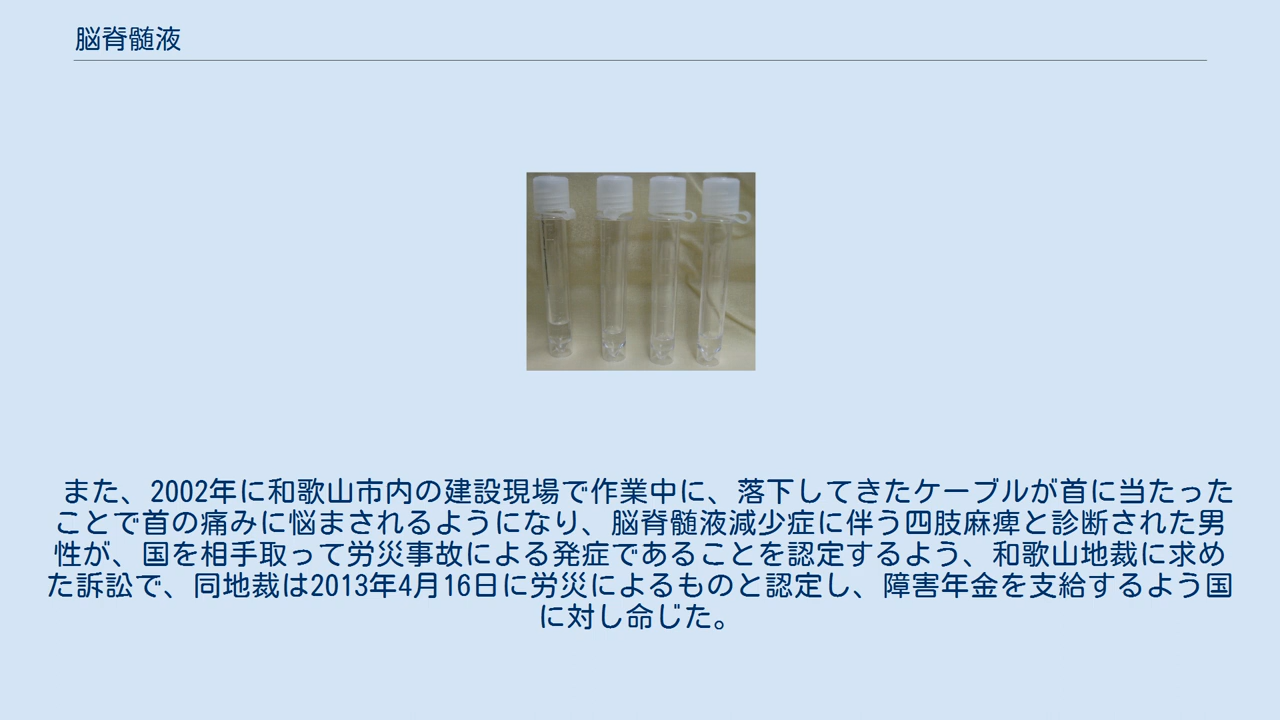 脳脊髄液
また、2002年に和歌山市内の建設現場で作業中に、落下してきたケーブルが首に当たった
ことで首の痛みに悩まされるようになり、脳脊髄液減少症に伴う四肢麻痺と診断された男
性が、国を相手取って労災事故による発症であることを認定するよう、和歌山地裁に求め
た訴訟で、同地裁は2013年4月16日に労災によるものと認定し、障害年金を支給するよう国
に対し命じた。